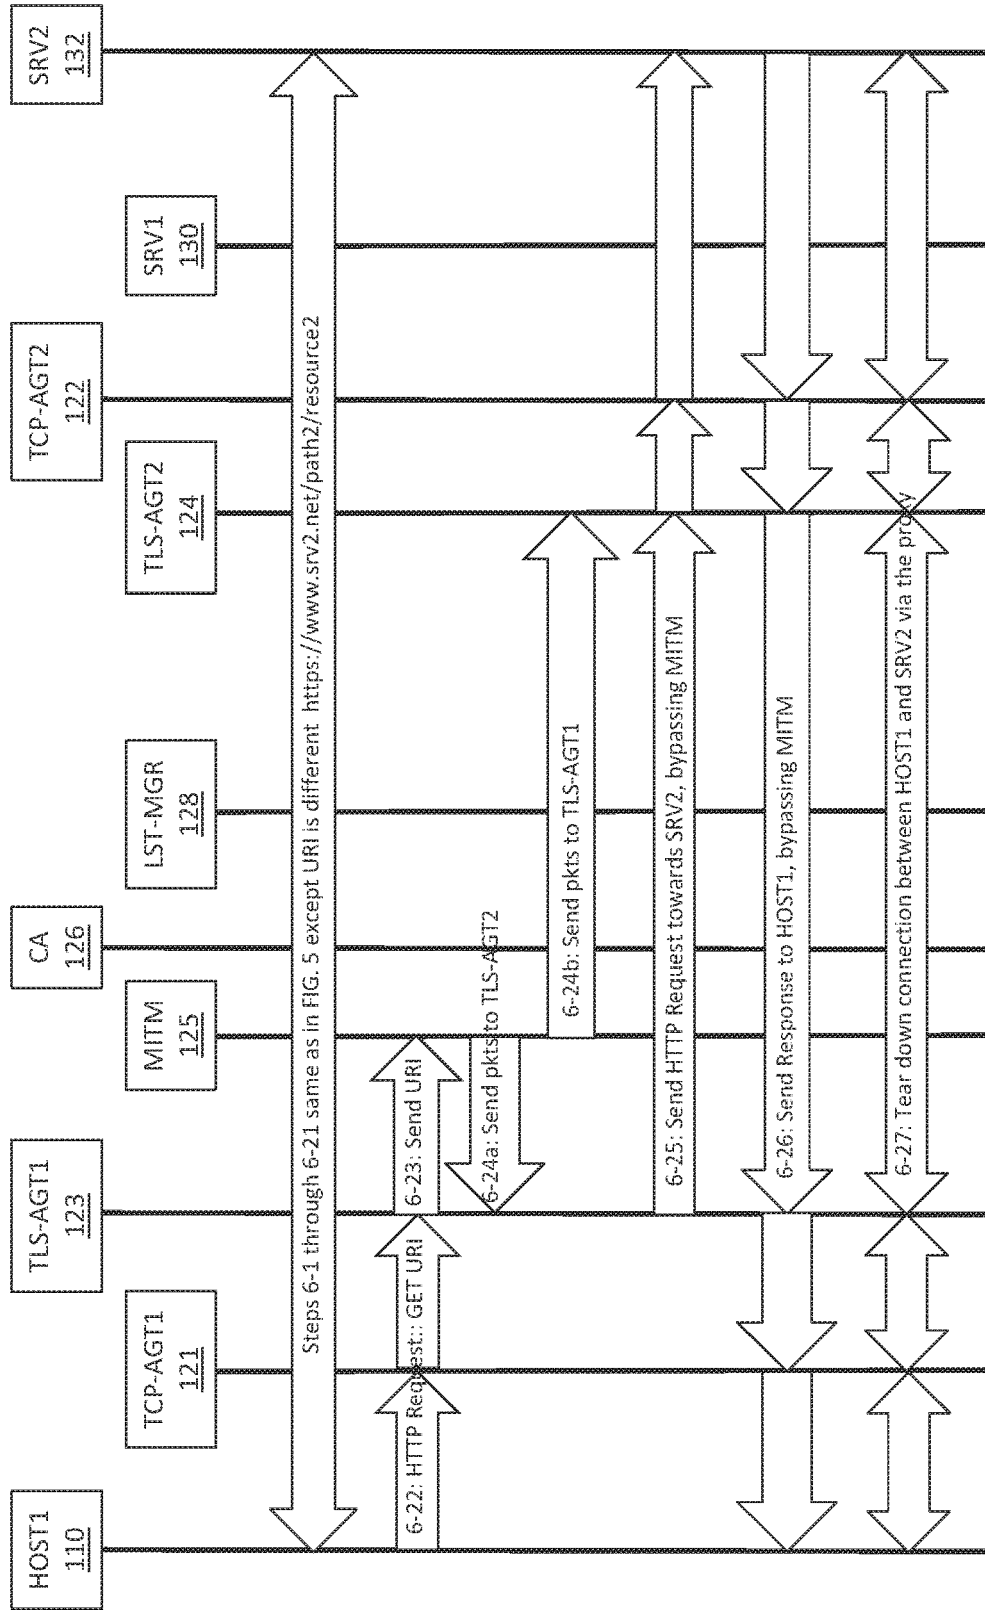 HOST1
110
TCP-AGT1
121
TLS-AGT1
123
MITM
125
CA
126
LST-MGR
128
TLS-AGT2
124
TCP-AGT2
122
SRV1
130
SRV2
132
Steps 6-1 through 6-21 same as in FIG. 5 except URI is different https://www.srv2.net/path2/resource2
6-22: HTTP Request:: GET URI
6-23: Send URI
6-24a: Send pkts to TLS-AGT2
6-24b: Send pkts to TLS-AGT1
6-25: Send HTTP Request towards SRV2, bypassing MITM
6-26: Send Response to HOST1, bypassing MITM
6-27: Tear down connection between HOST1 and SRV2 via the proxy